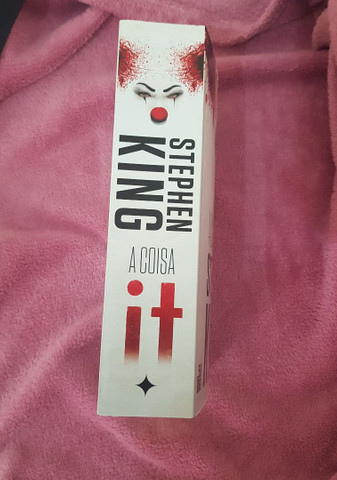 STEPHEN
KING
A COISA
it